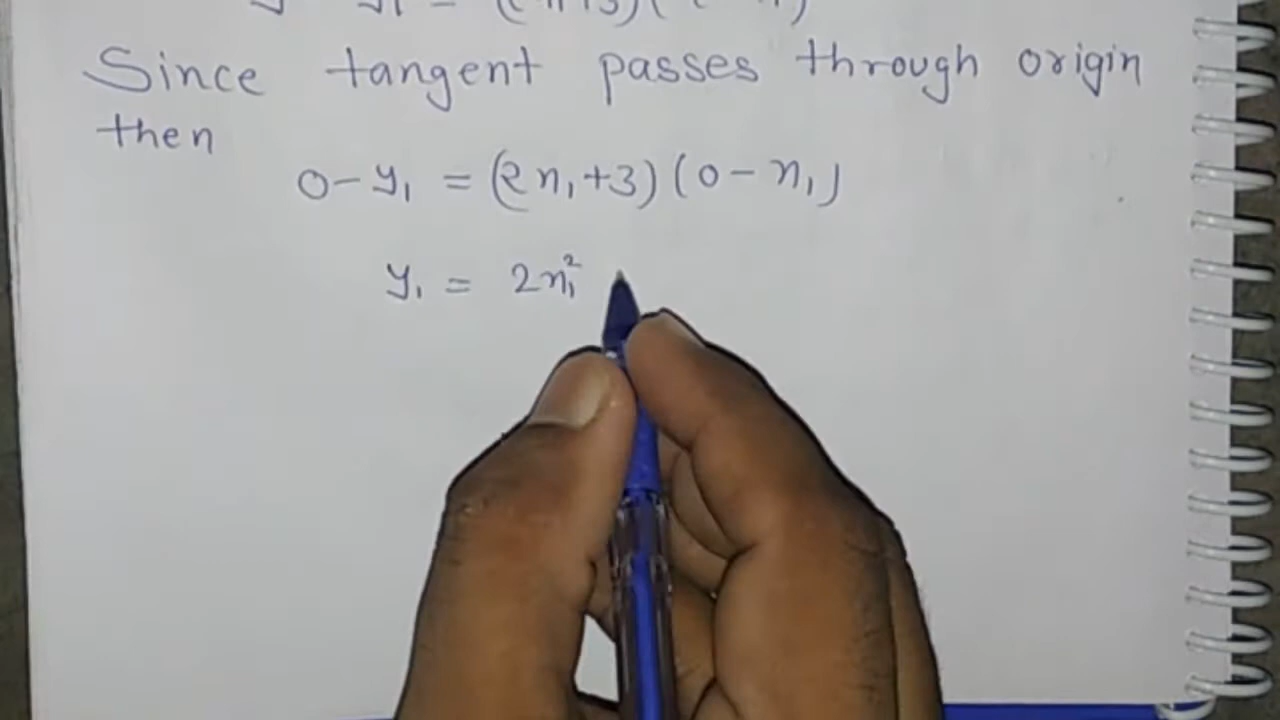 Since tangent passes through origin
then
0 - y₁ = (2x₁+3)(0 - x₁)
y₁ = 2x₁²